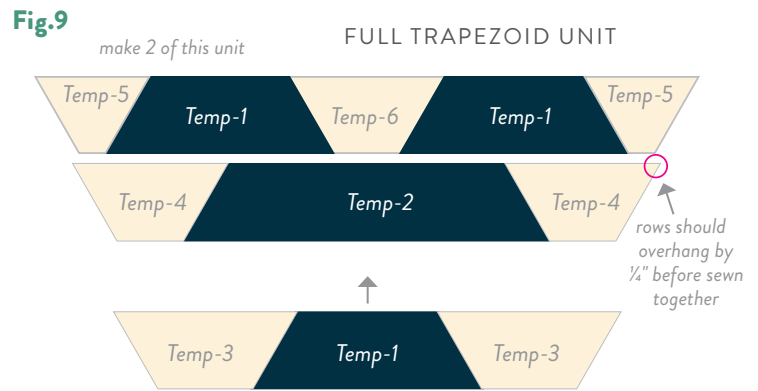 Fig.9
make 2 of this unit
FULL TRAPEZOID UNIT
Temp-5
Temp-1
Temp-6
Temp-1
Temp-5
Temp-4
Temp-2
Temp-4
rows should
overhang by
¼" before sewn
together
Temp-3
Temp-1
Temp-3